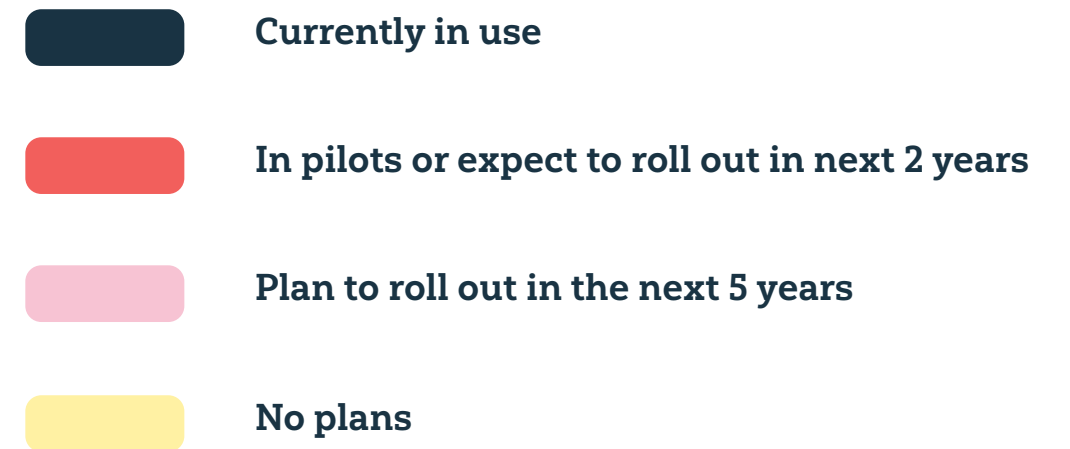 Currently in use
In pilots or expect to roll out in next 2 years
Plan to roll out in the next 5 years
No plans